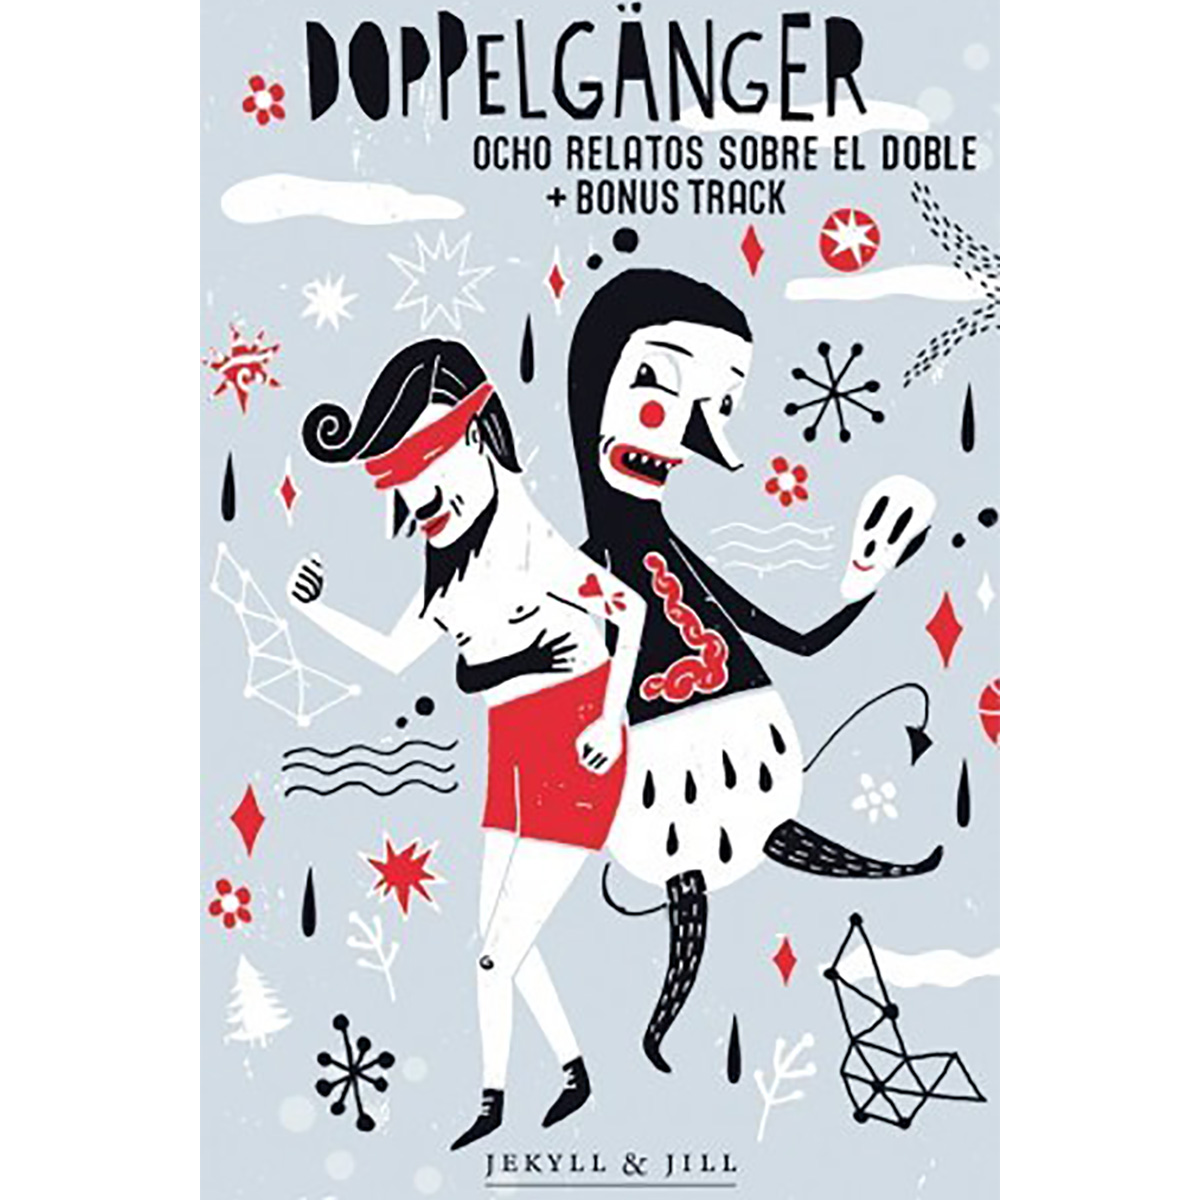 DOPPELGÄNGER
OCHO RELATOS SOBRE EL DOBLE
+ BONUS TRACK
JEKYLL & JILL